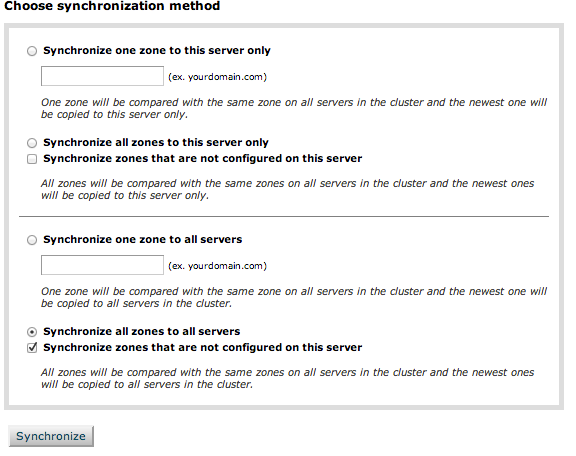 Choose synchronization method
Synchronize one zone to this server only
(ex. yourdomain.com)
One zone will be compared with the same zone on all servers in the cluster and the newest one will
be copied to this server only.
Synchronize all zones to this server only
Synchronize zones that are not configured on this server
All zones will be compared with the same zones on all servers in the cluster and the newest ones
will be copied to this server only.
Synchronize one zone to all servers
(ex. yourdomain.com)
One zone will be compared with the same zone on all servers in the cluster and the newest one will
be copied to all servers in the cluster.
Synchronize all zones to all servers
Synchronize zones that are not configured on this server
All zones will be compared with the same zones on all servers in the cluster and the newest ones
will be copied to all servers in the cluster.
Synchronize